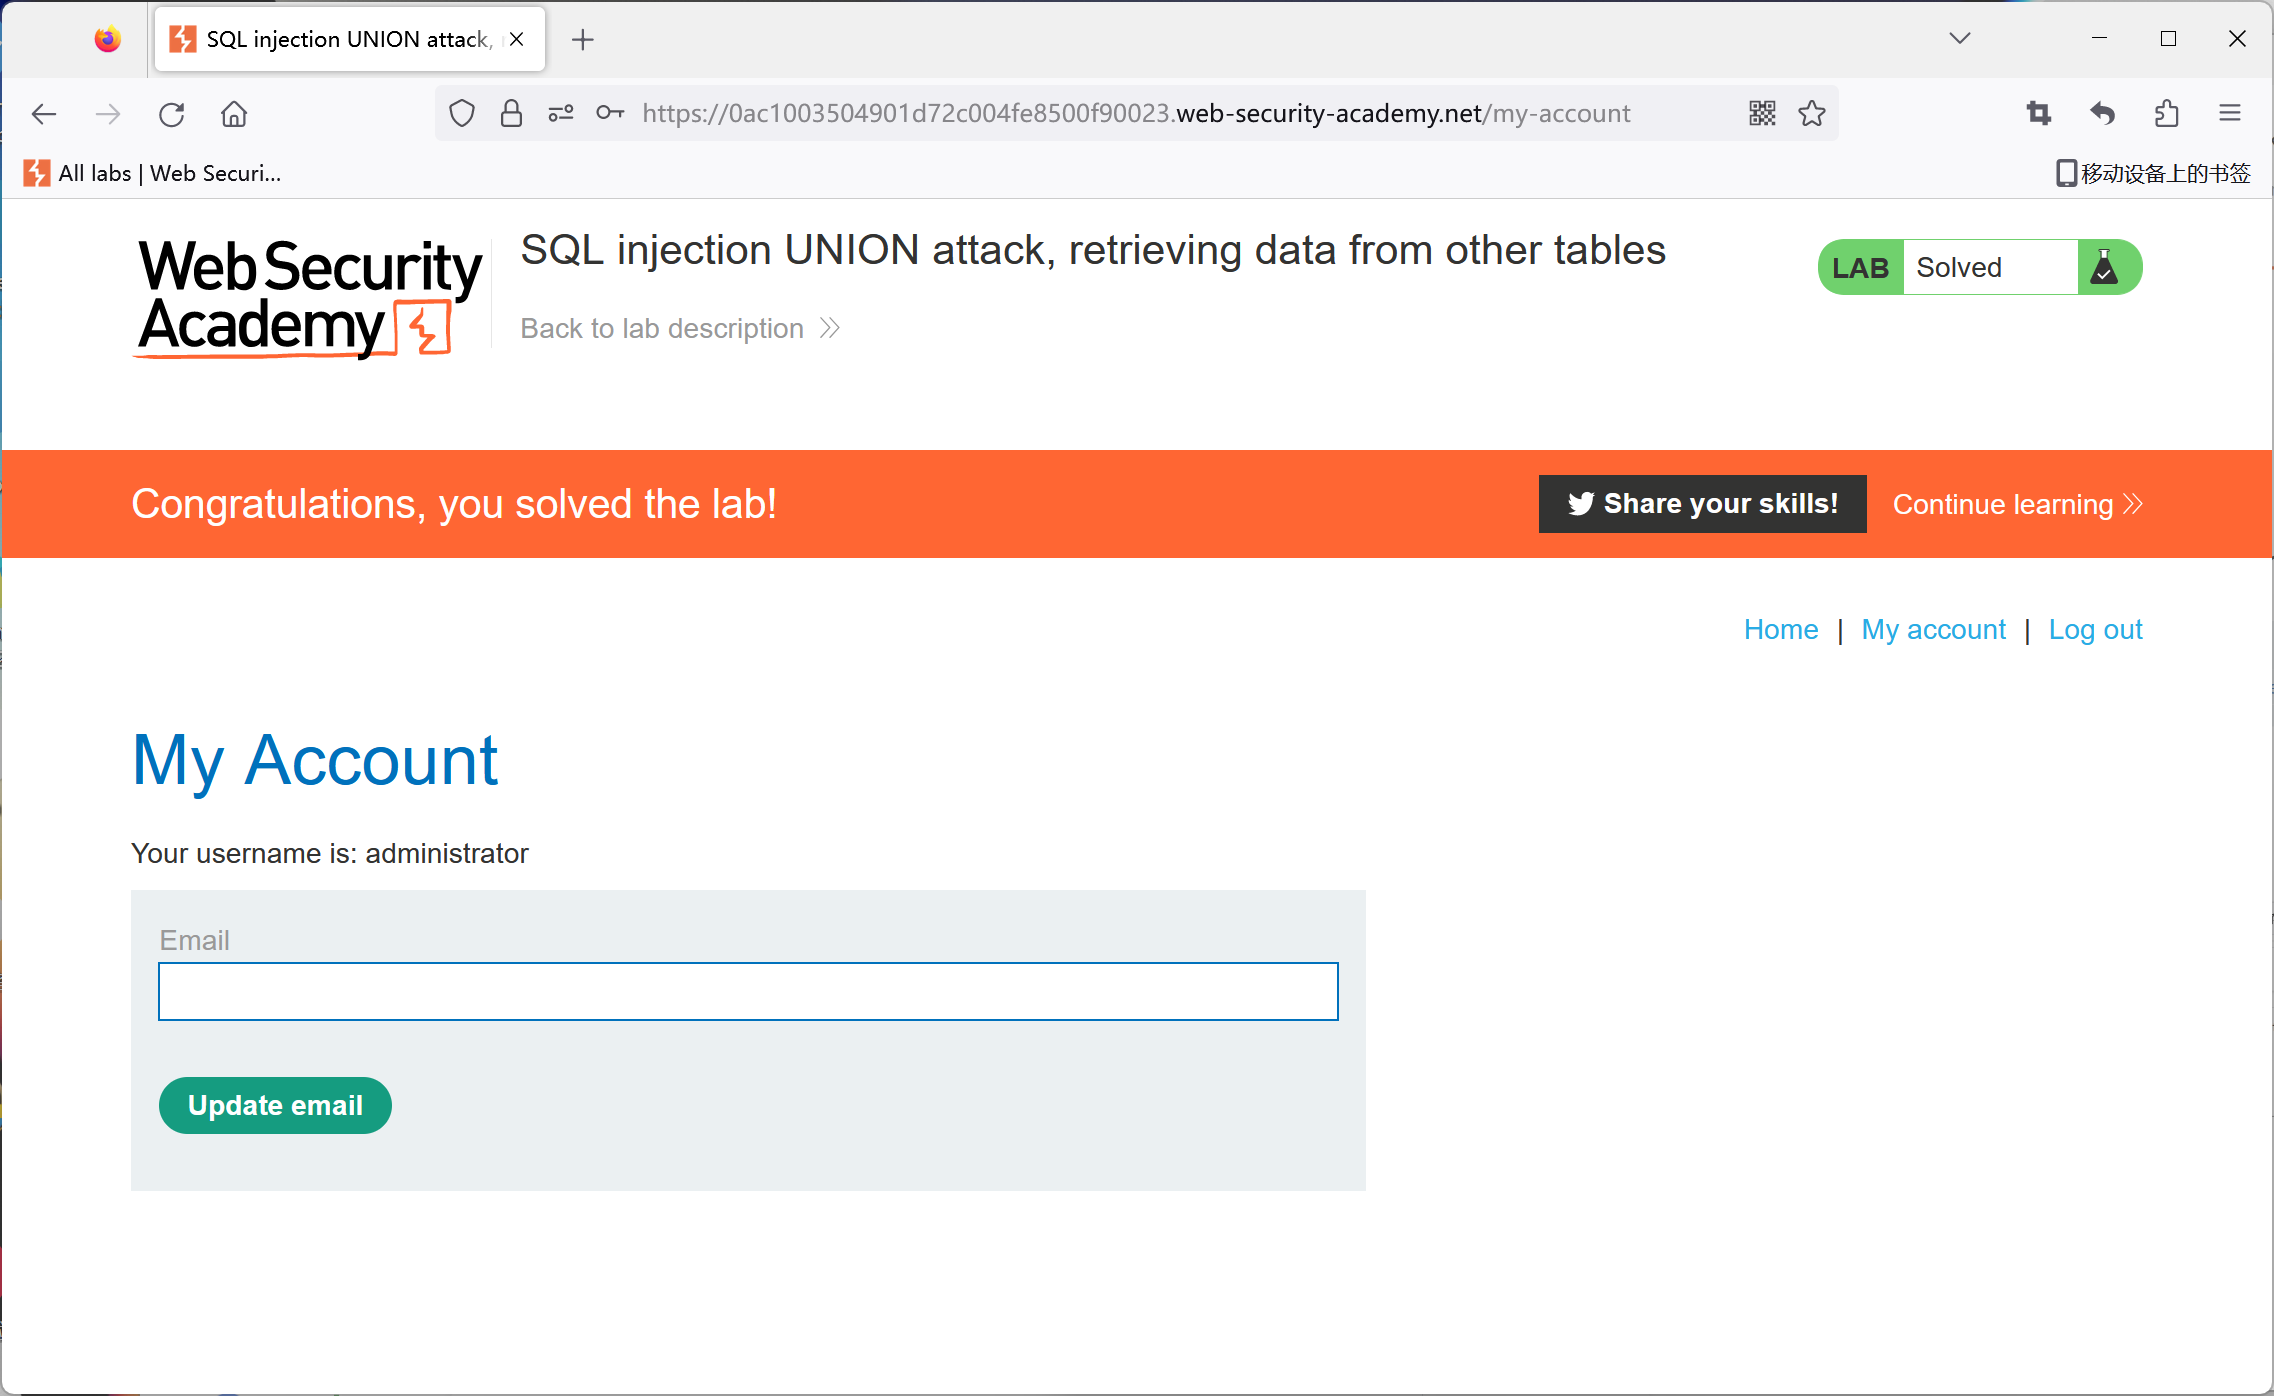 SQL injection UNION attack,
https://0ac1003504901d72c004fe8500f90023.web-security-academy.net/my-account
All labs | Web Securi...
移动设备上的书签
Web Security
Academy
SQL injection UNION attack, retrieving data from other tables
Back to lab description
LAB Solved
Congratulations, you solved the lab!
Share your skills!
Continue learning
Home | My account | Log out
My Account
Your username is: administrator
Email
Update email